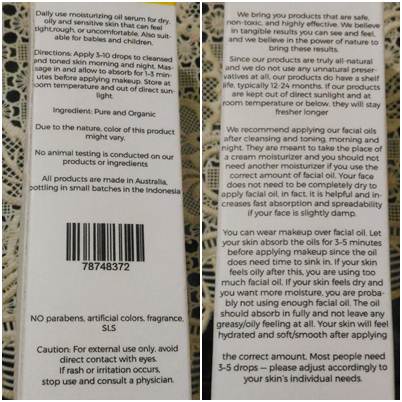 Daily use moisturizing oil serum for dry,
oily and sensitive skin that can feel
tight,rough, or uncomfortable. Also suit-
able for babies and children.
Directions: Apply 3-10 drops to cleansed
and toned skin morning and night. Mas-
sage in and allow to absorb for 1-3 min-
utes before applying makeup. Store at
room temperature and out of direct sun-
light.
Ingredient: Pure and Organic
Due to the nature, color of this product
might vary.
No animal testing is conducted on our
products or ingredients
All products are made in Australia,
bottling in small batches in the Indonesia
78748372
NO parabens, artificial colors, fragrance,
SLS
Caution: For external use only, avoid
direct contact with eyes.
If rash or irritation occurs,
stop use and consult a physician.
We bring you products that are safe,
non-toxic, and highly effective. We believe
in tangible results you can see and feel,
and we believe in the power of nature to
bring these results.
Since our products are truly all-natural
and we do not use any unnatural preser-
vatives at all, our products do have a shelf
life, typically 12-24 months. If our products
are kept out of direct sunlight and at
room temperature or below, they will stay
fresher longer
We recommend applying our facial oils
after cleansing and toning, morning and
night. They are meant to take the place of
a cream moisturizer and you should not
need another moisturizer if you use the
correct amount of facial oil. Your face
does not need to be completely dry to
apply facial oil, in fact, it is helpful and in-
creases fast absorption and spreadability
if your face is slightly damp.
You can wear makeup over facial oil. Let
your skin absorb the oils for 3-5 minutes
before applying makeup since the oil
does need time to sink in. If your skin
feels oily after this, you are using too
much facial oil. If your skin feels dry and
you want more moisture, you are proba-
bly not using enough facial oil. The oil
should absorb in fully and not leave any
greasy/oily feeling at all. Your skin will feel
hydrated and soft/smooth after applying
the correct amount. Most people need
3-5 drops — please adjust accordingly to
your skin's individual needs.